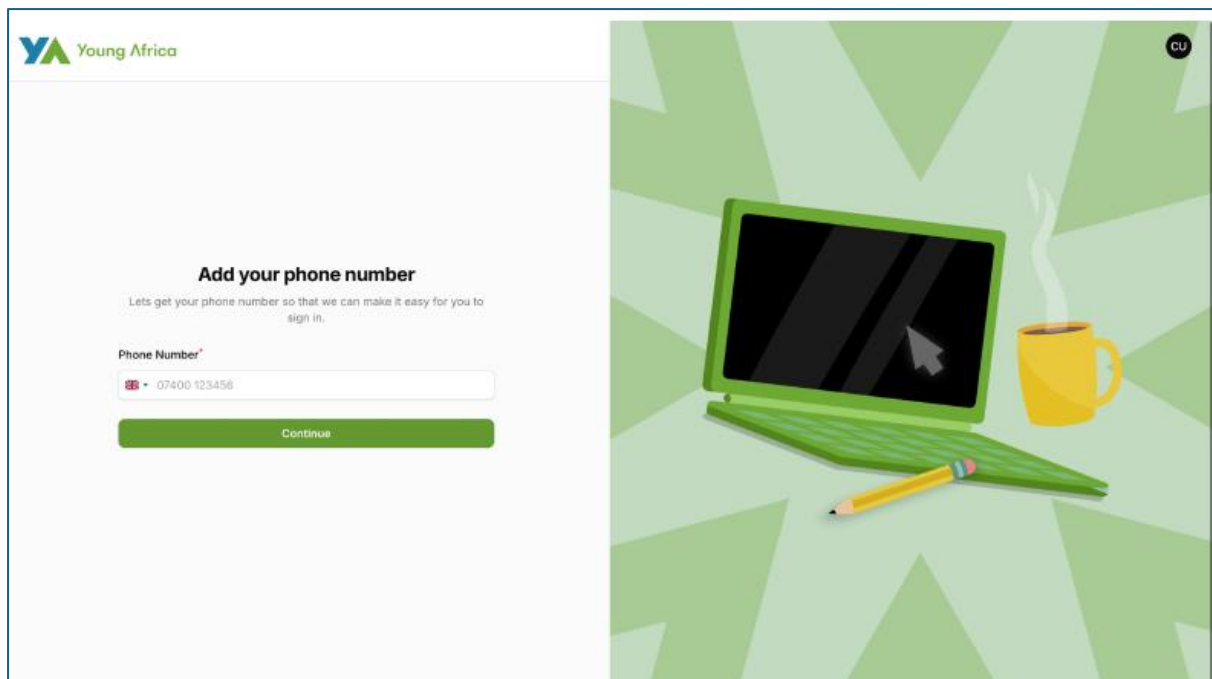 YA Young Africa
CU
Add your phone number
Lets get your phone number so that we can make it easy for you to
sign in.
Phone Number*
07400 123456
Continue